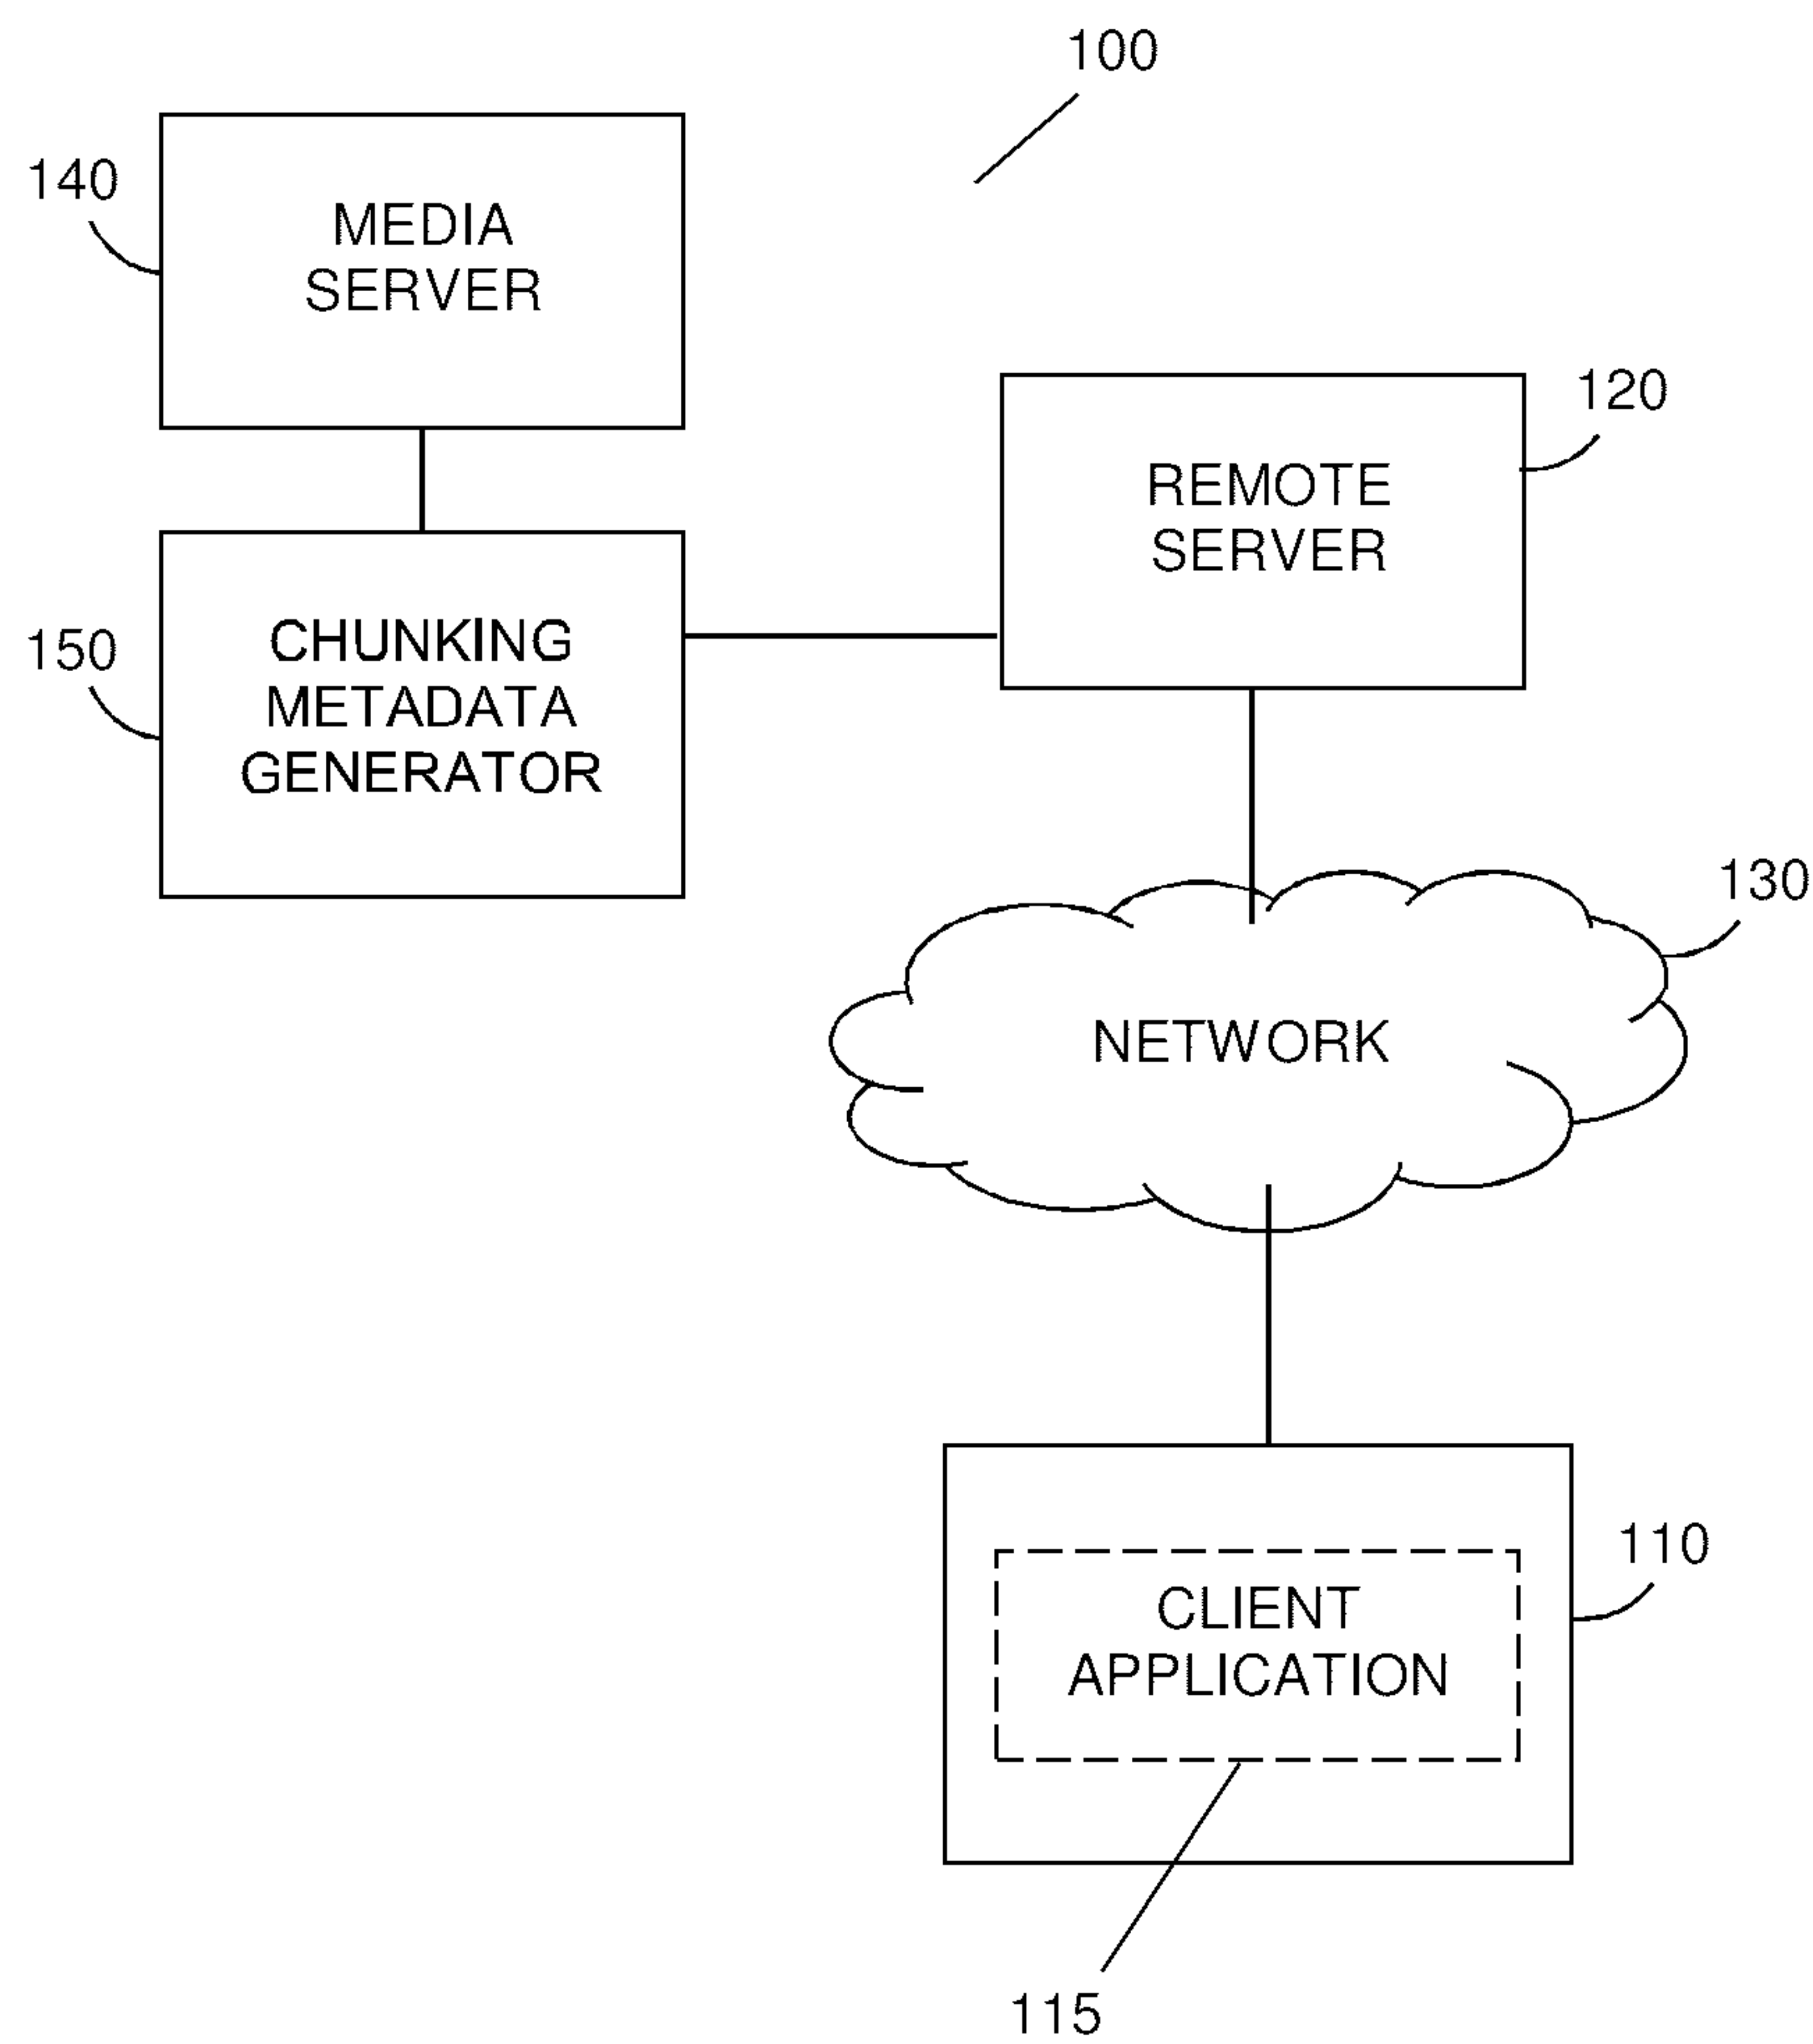 100
140
MEDIA
SERVER
120
REMOTE
SERVER
150
CHUNKING
METADATA
GENERATOR
130
NETWORK
110
CLIENT
APPLICATION
115